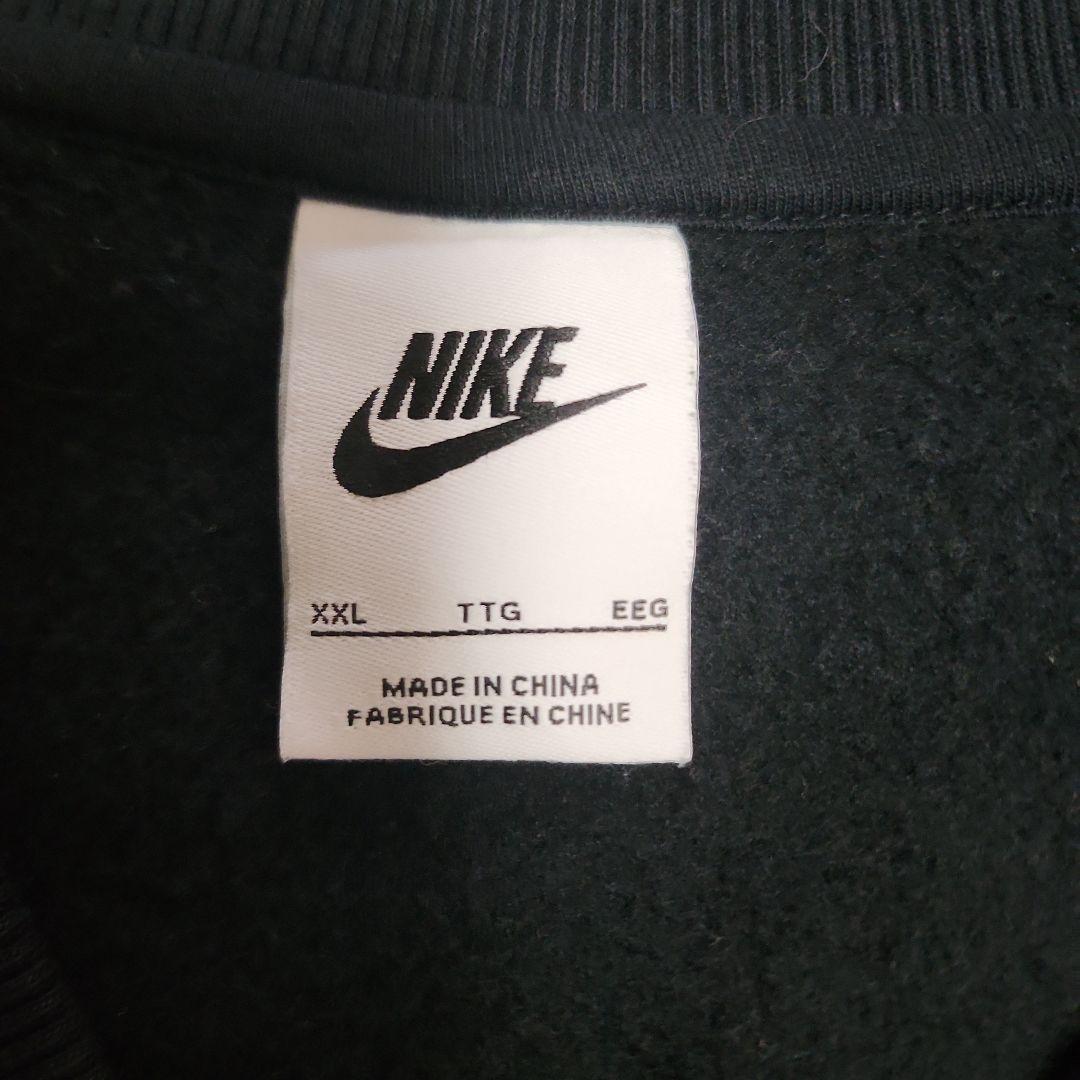 NIKE
XXL TTG EEG
MADE IN CHINA
FABRIQUE EN CHINE